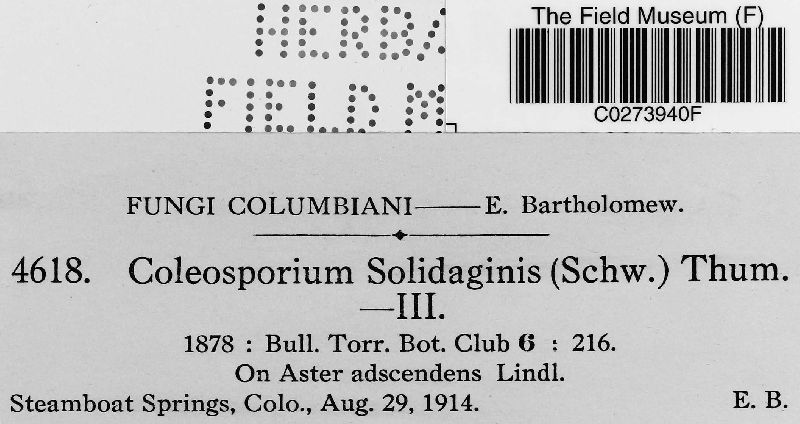 HERBA
FIELD M
The Field Museum (F)
C0273940F
FUNGI COLUMBIANI——E. Bartholomew.
4618. Coleosporium Solidaginis (Schw.) Thum.
—III.
1878 : Bull. Torr. Bot. Club 6 : 216.
On Aster adscendens Lindl.
Steamboat Springs, Colo., Aug. 29, 1914. E. B.